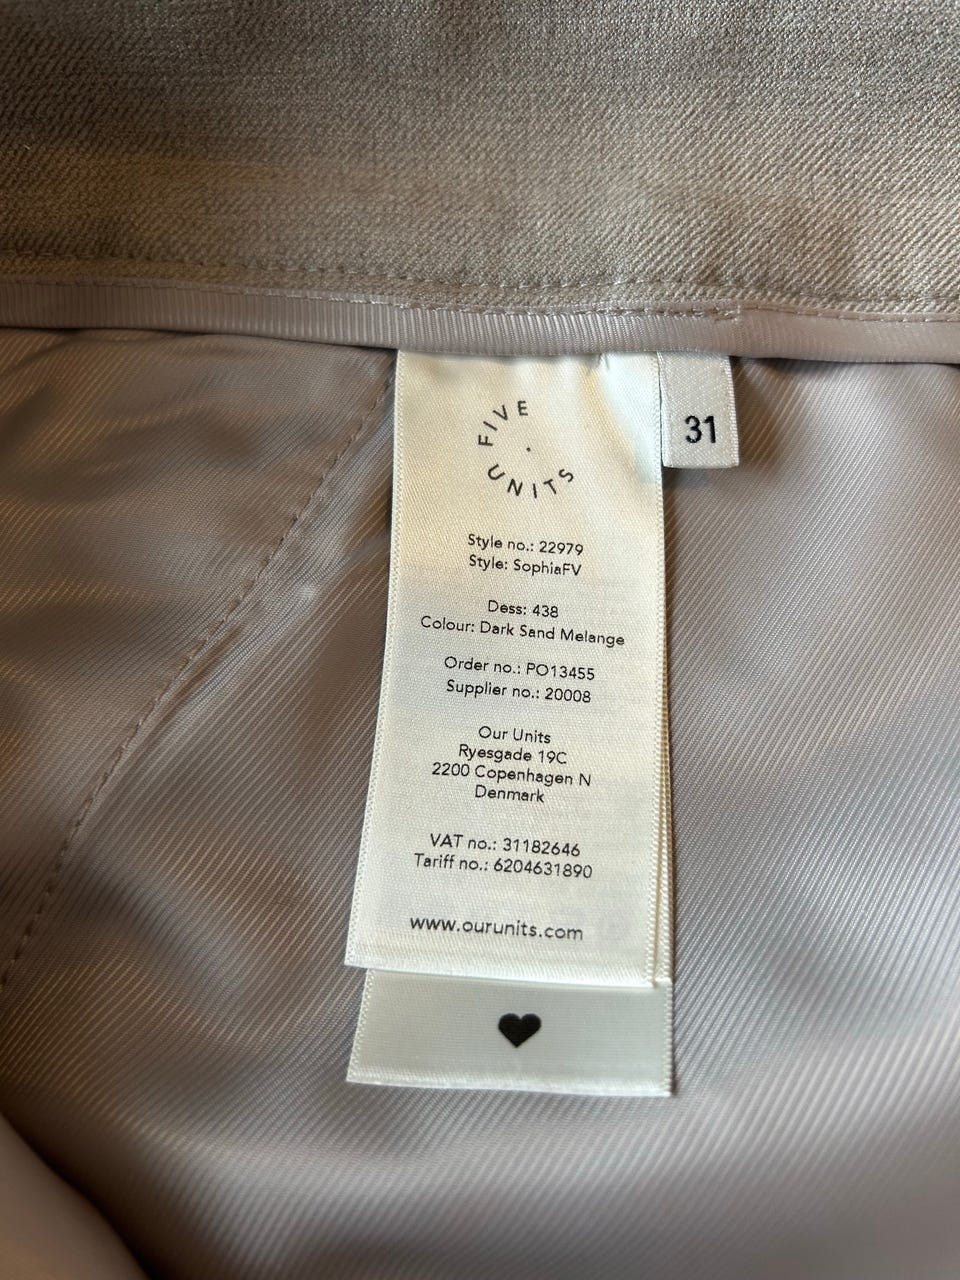 FIVE
UNITS
31
Style no.: 22979
Style: SophiaFV
Dess: 438
Colour: Dark Sand Melange
Order no.: PO13455
Supplier no.: 20008
Our Units
Ryesgade 19C
2200 Copenhagen N
Denmark
VAT no.: 31182646
Tariff no.: 6204631890
www.ourunits.com